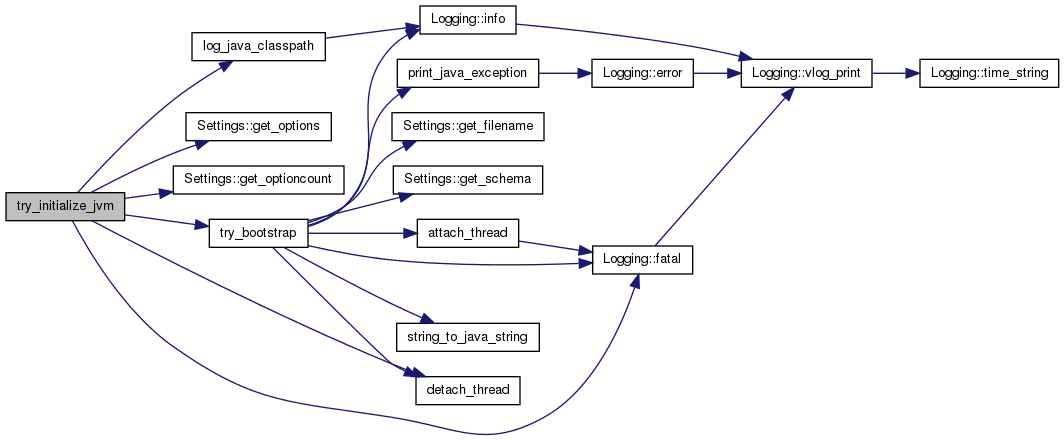 Logging::info
log_java_classpath
print_java_exception
Logging::error
Logging::vlog_print
Logging::time_string
Settings::get_options
Settings::get_filename
Settings::get_optioncount
Settings::get_schema
try_initialize_jvm
try_bootstrap
attach_thread
Logging::fatal
string_to_java_string
detach_thread